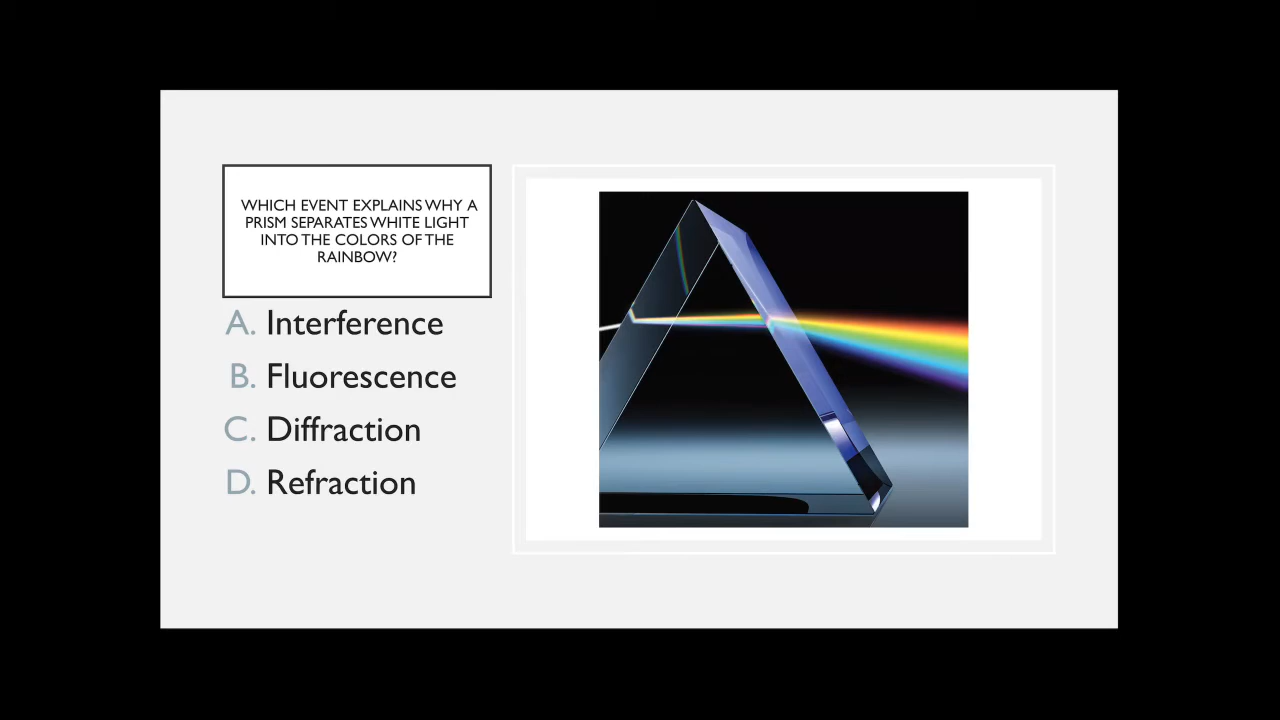 WHICH EVENT EXPLAINS WHY A
PRISM SEPARATES WHITE LIGHT
INTO THE COLORS OF THE
RAINBOW?
A. Interference
B. Fluorescence
C. Diffraction
D. Refraction